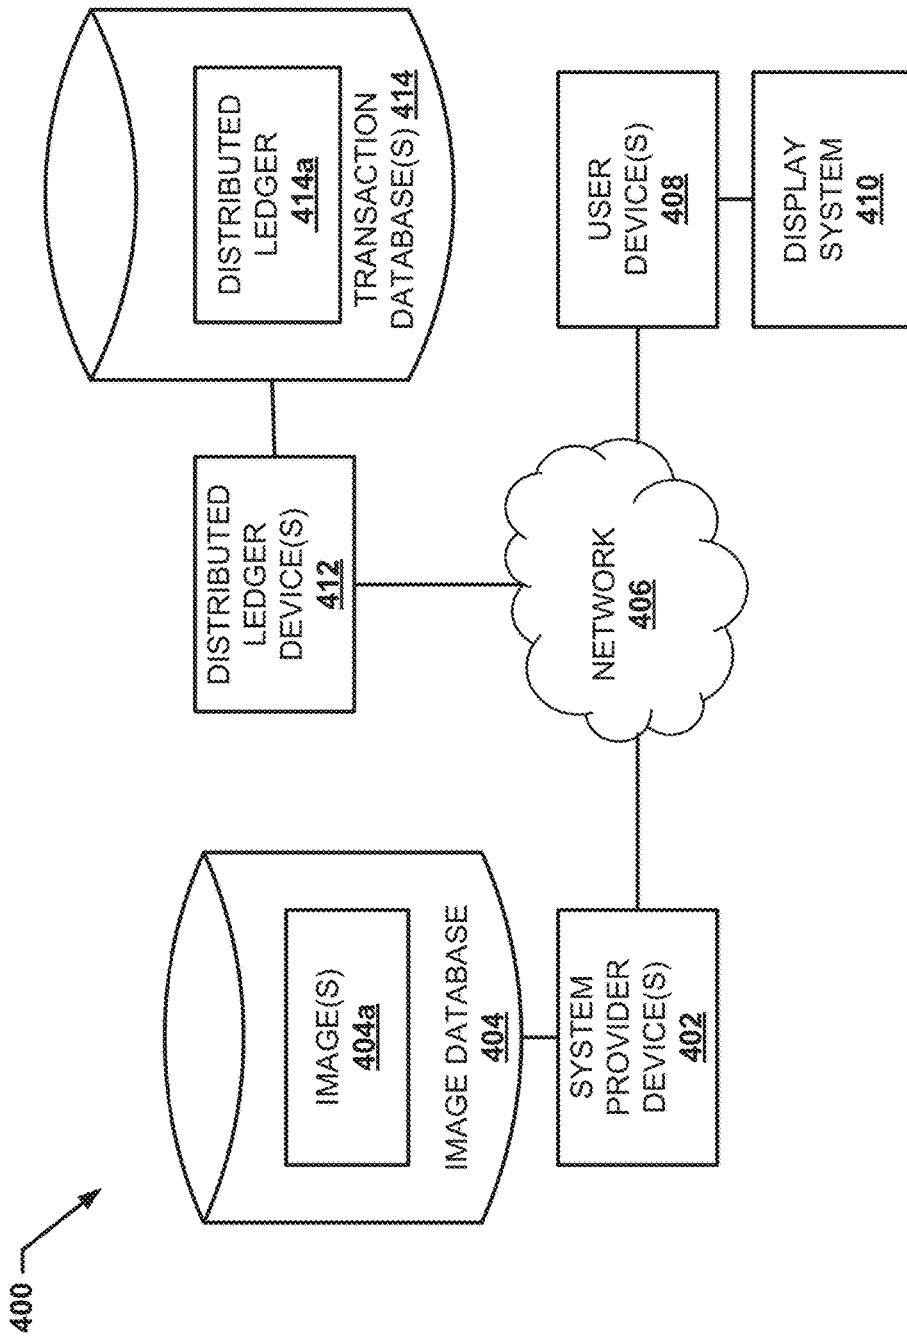 400
IMAGE(S)
404a
IMAGE DATABASE
404
SYSTEM
PROVIDER
DEVICE(S)
402
DISTRIBUTED
LEDGER
DEVICE(S)
412
NETWORK
406
DISTRIBUTED
LEDGER
414a
TRANSACTION
DATABASE(S) 414
USER
DEVICE(S)
408
DISPLAY
SYSTEM
410